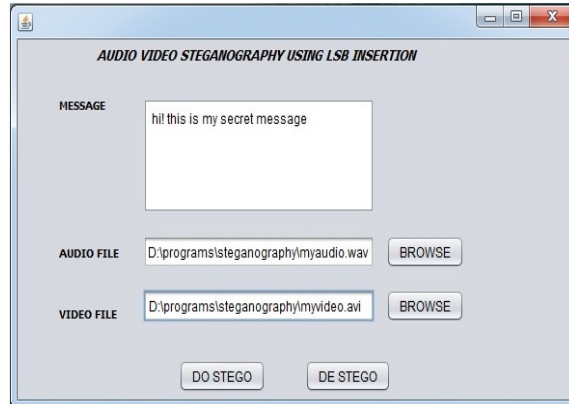 AUDIO VIDEO STEGANOGRAPHY USING LSB INSERTION
MESSAGE
hi! this is my secret message
AUDIO FILE D:\programs\steganography\myaudio.wav BROWSE
VIDEO FILE D:\programs\steganography\myvideo.avi BROWSE
DO STEGO DE STEGO